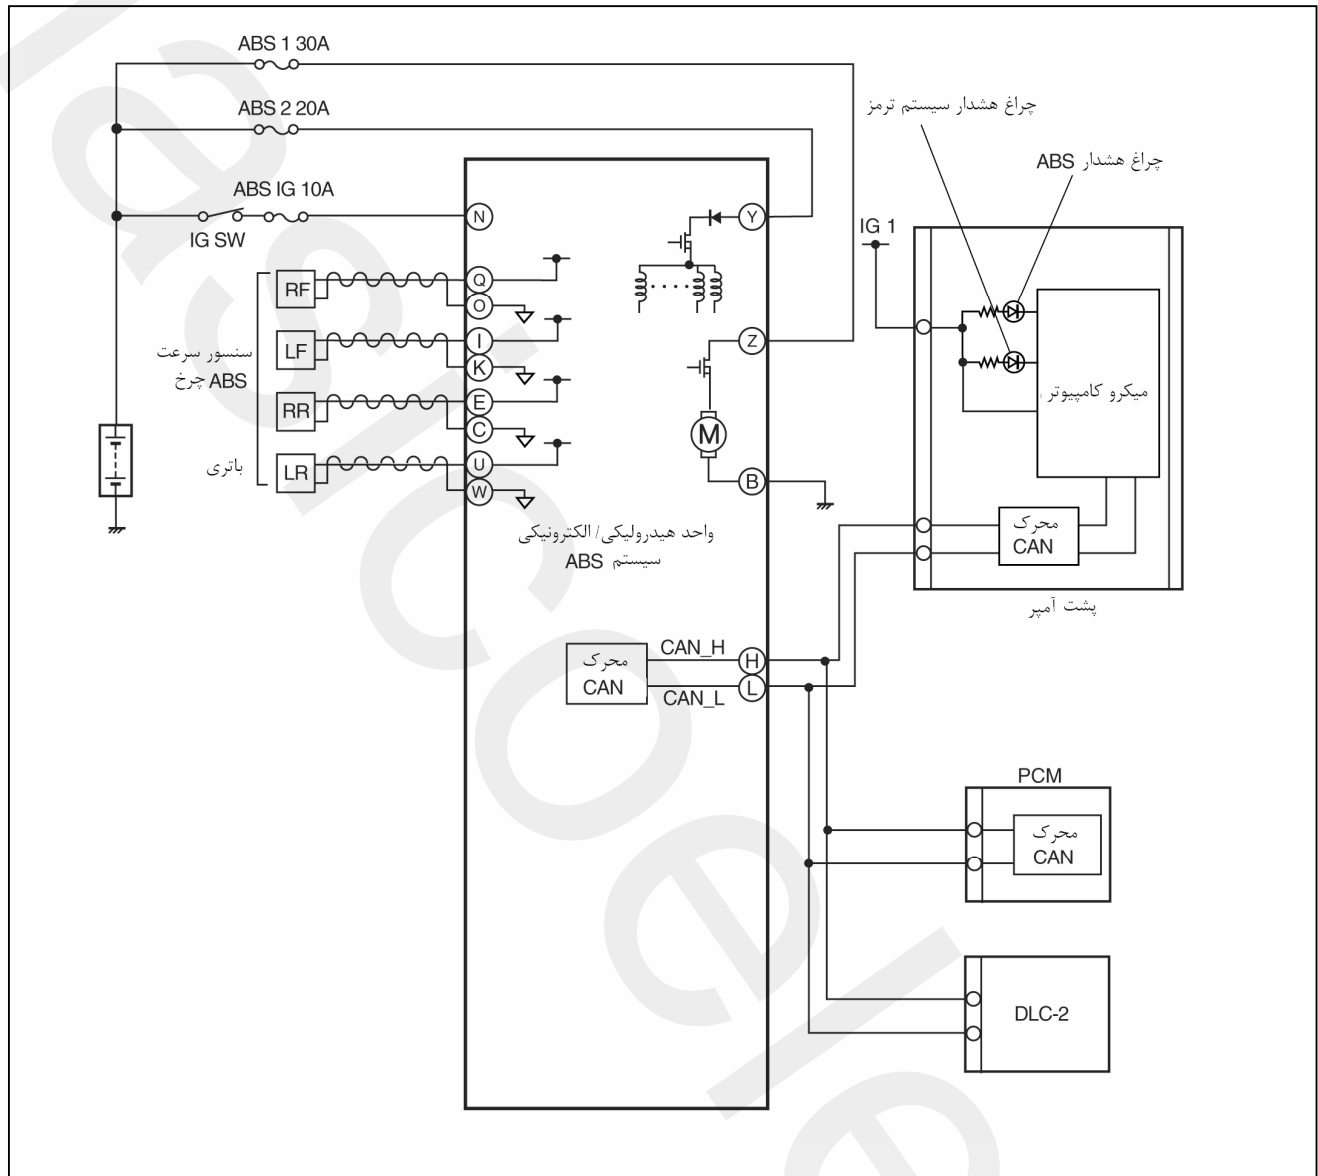 ABS 1 30A
ABS 2 20A
چراغ هشدار سیستم ترمز
چراغ هشدار ABS
ABS IG 10A
IG SW
N
Y
IG 1
RF
Q
O
LF
I
K
سنسور سرعت
چرخ ABS
RR
E
C
باتری
LR
U
W
Z
M
B
میکرو کامپیوتر
واحد هیدرولیکی/ الکترونیکی
سیستم ABS
محرک
CAN
پشت آمپر
محرک
CAN
CAN_H
CAN_L
H
L
PCM
محرک
CAN
DLC-2